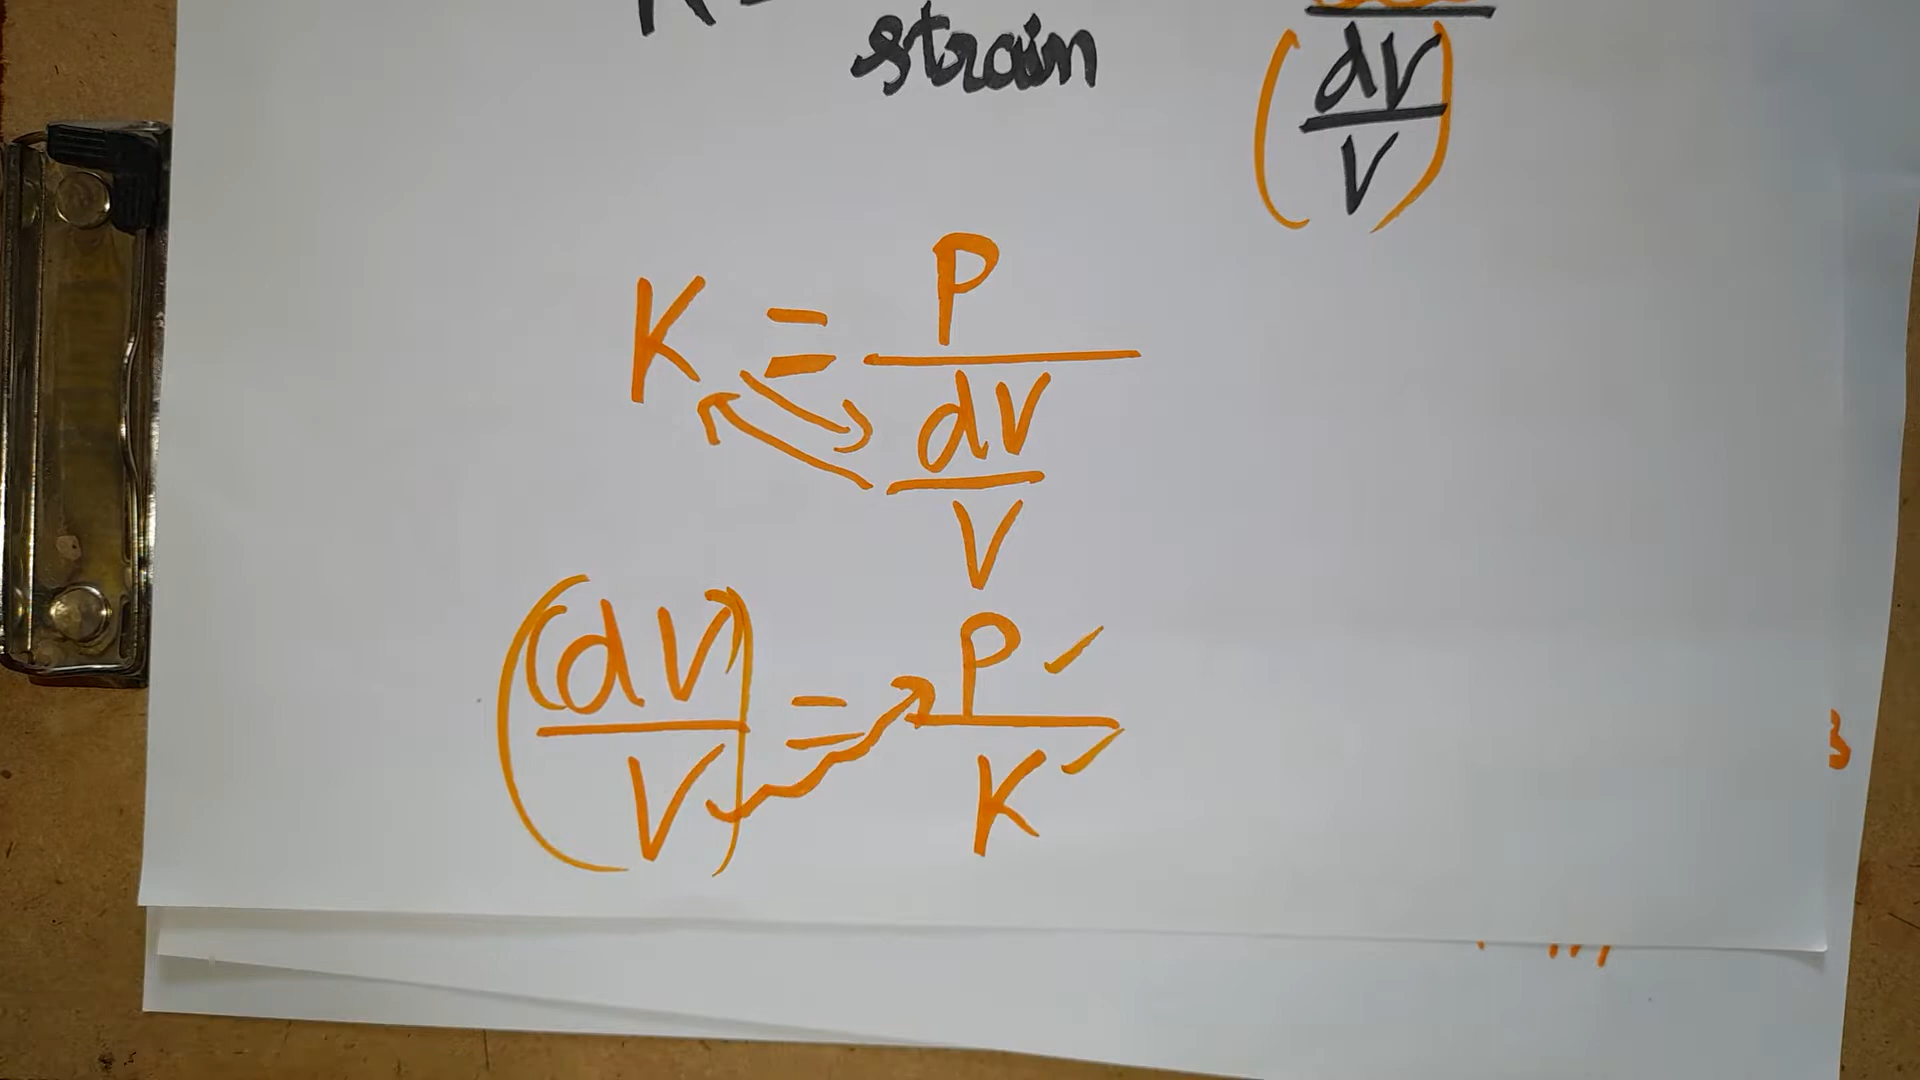 strain
dV
V
K = P
dV
V
(dV) = P
V K